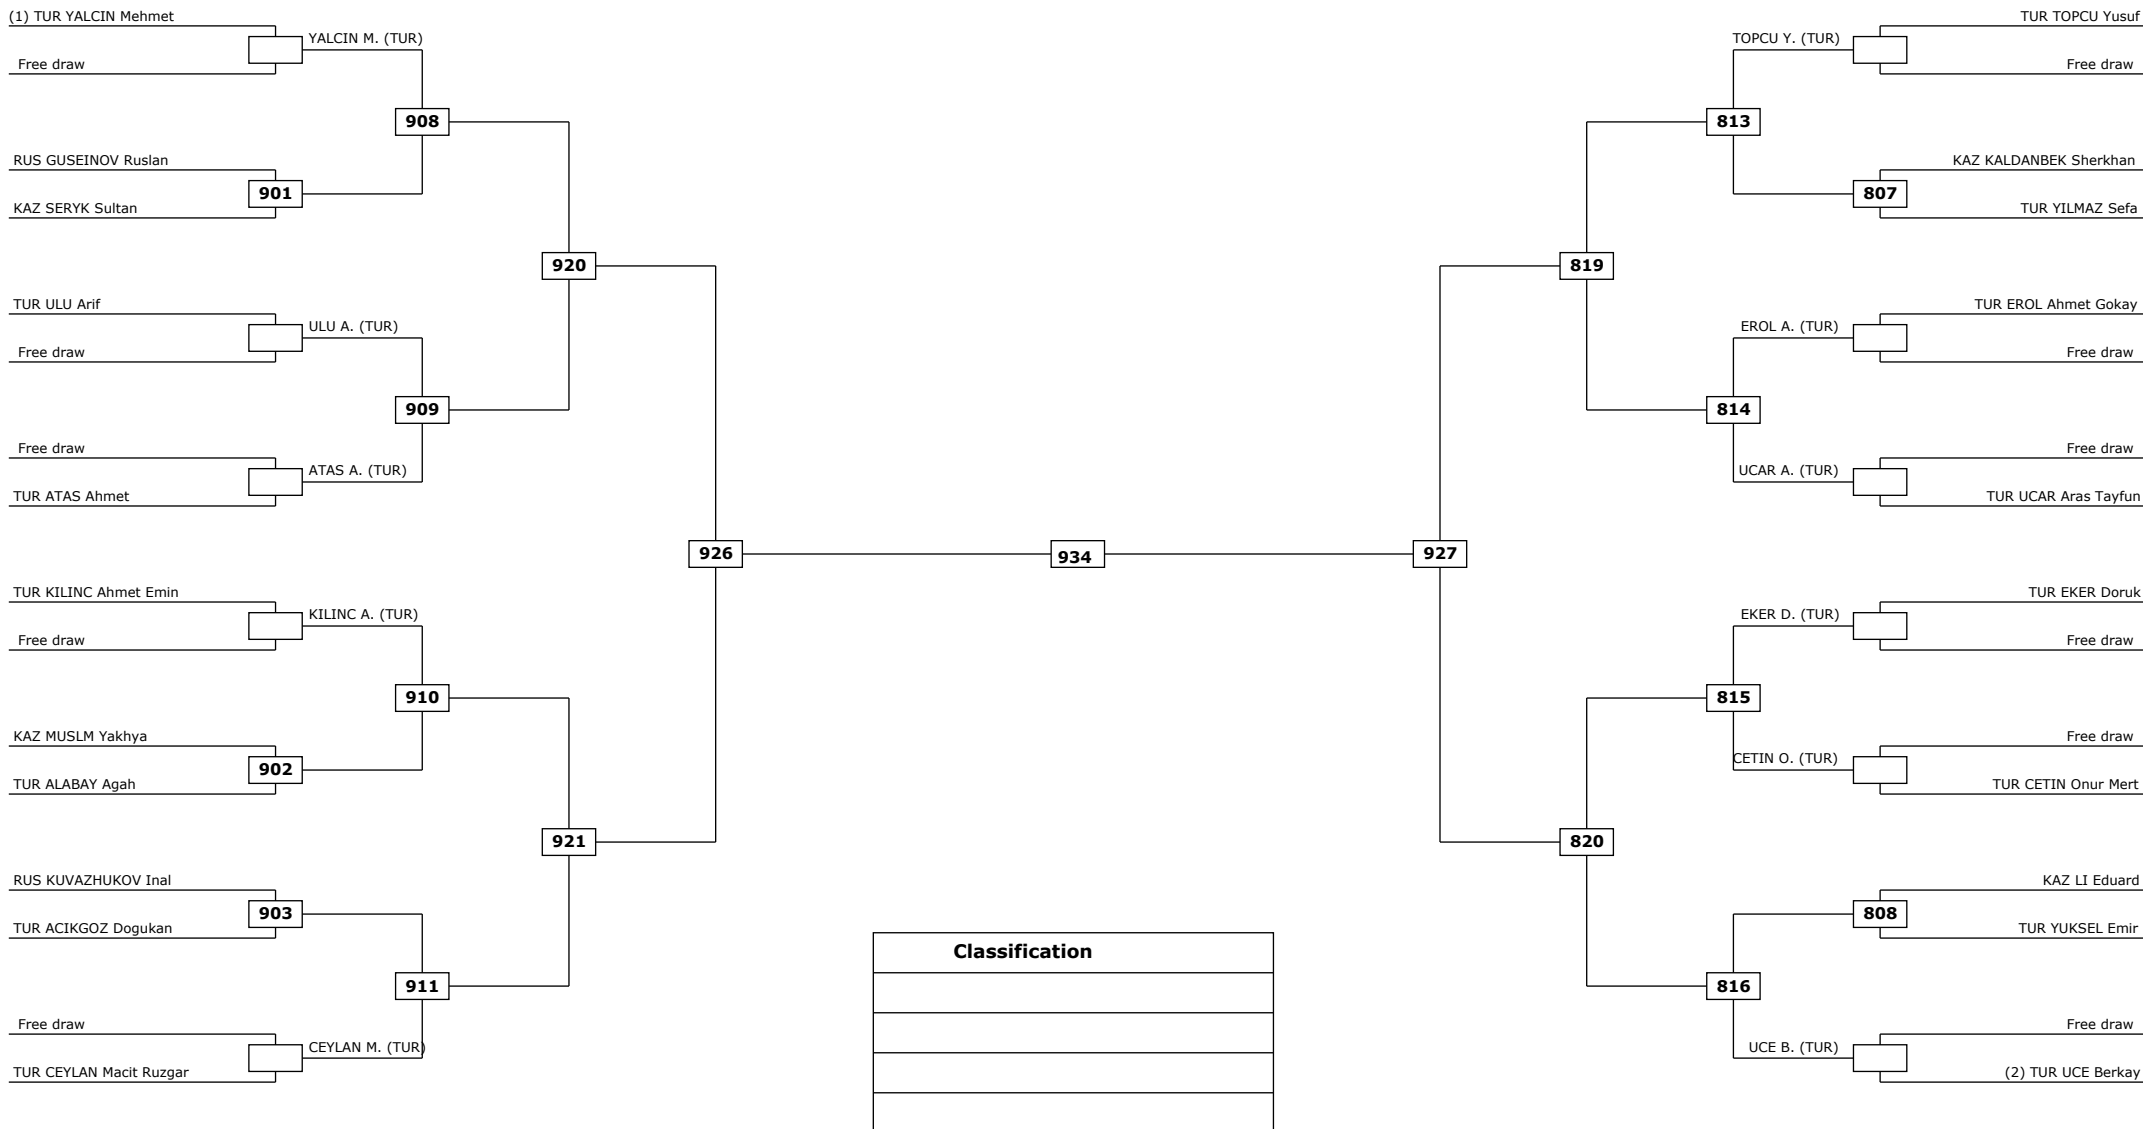 (1) TUR YALCIN Mehmet
YALCIN M. (TUR)
Free draw
908
RUS GUSEINOV Ruslan
901
KAZ SERYK Sultan
920
TUR ULU Arif
ULU A. (TUR)
Free draw
909
Free draw
ATAS A. (TUR)
TUR ATAS Ahmet
926
TUR KILINC Ahmet Emin
KILINC A. (TUR)
Free draw
910
KAZ MUSLM Yakhya
902
TUR ALABAY Agah
921
RUS KUVAZHUKOV Inal
903
TUR ACIKGOZ Dogukan
911
Free draw
CEYLAN M. (TUR)
TUR CEYLAN Macit Ruzgar
934
TUR TOPCU Yusuf
TOPCU Y. (TUR)
Free draw
813
KAZ KALDANBEK Sherkhan
807
TUR YILMAZ Sefa
819
TUR EROL Ahmet Gokay
EROL A. (TUR)
Free draw
814
Free draw
UCAR A. (TUR)
TUR UCAR Aras Tayfun
927
TUR EKER Doruk
EKER D. (TUR)
Free draw
815
Free draw
CETIN O. (TUR)
TUR CETIN Onur Mert
820
KAZ LI Eduard
808
TUR YUKSEL Emir
816
Free draw
UCE B. (TUR)
(2) TUR UCE Berkay
Classification